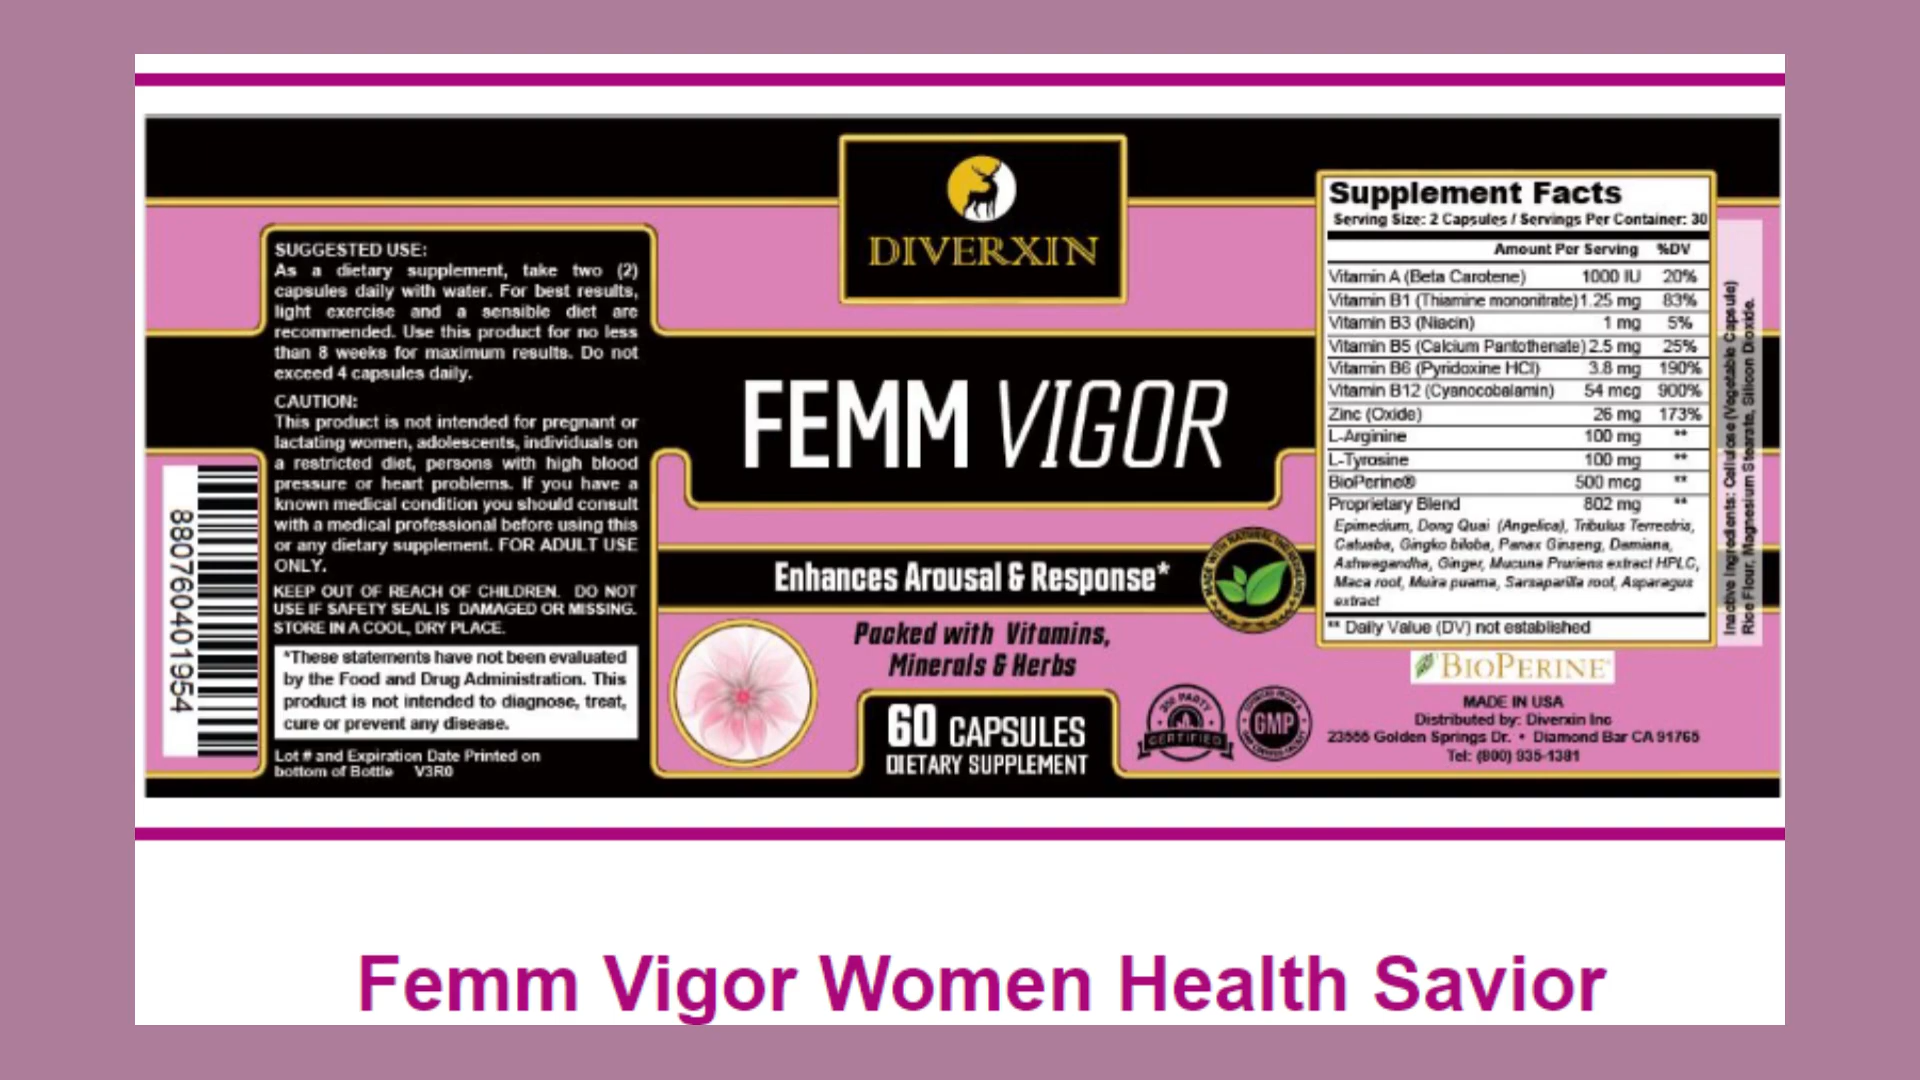 DIVERXIN
SUGGESTED USE:
As a dietary supplement, take two (2)
capsules daily with water. For best results,
light exercise and a sensible diet are
recommended. Use this product for no less
than 8 weeks for maximum results. Do not
exceed 4 capsules daily.
CAUTION:
This product is not intended for pregnant or
lactating women, adolescents, individuals on
a restricted diet, persons with high blood
pressure or heart problems. If you have a
known medical condition you should consult
with a medical professional before using this
or any dietary supplement. FOR ADULT USE
ONLY.
KEEP OUT OF REACH OF CHILDREN. DO NOT
USE IF SAFETY SEAL IS DAMAGED OR MISSING.
STORE IN A COOL, DRY PLACE.
*These statements have not been evaluated
by the Food and Drug Administration. This
product is not intended to diagnose, treat,
cure or prevent any disease.
Lot # and Expiration Date Printed on
bottom of Bottle V3R0
880760401954
FEMM VIGOR
Enhances Arousal & Response*
Packed with Vitamins,
Minerals & Herbs
60 CAPSULES
DIETARY SUPPLEMENT
MADE WITH NATURAL INGREDIENTS
3RD PARTY
CERTIFIED
GMP
Supplement Facts
Serving Size: 2 Capsules / Servings Per Container: 30
Amount Per Serving %DV
Vitamin A (Beta Carotene) 1000 IU 20%
Vitamin B1 (Thiamine mononitrate) 1.25 mg 83%
Vitamin B3 (Niacin) 1 mg 5%
Vitamin B5 (Calcium Pantothenate) 2.5 mg 25%
Vitamin B6 (Pyridoxine HCl) 3.8 mg 190%
Vitamin B12 (Cyanocobalamin) 54 mcg 900%
Zinc (Oxide) 26 mg 173%
L-Arginine 100 mg **
L-Tyrosine 100 mg **
BioPerine® 500 mcg **
Proprietary Blend 802 mg **
Epimedium, Dong Quai (Angelica), Tribulus Terrestris,
Catuaba, Gingko biloba, Panax Ginseng, Damiana,
Ashwagandha, Ginger, Mucuna Pruriens extract HPLC,
Maca root, Muira puama, Sarsaparilla root, Asparagus
extract
** Daily Value (DV) not established
BIOPERINE
MADE IN USA
Distributed by: Diverxin Inc
23555 Golden Springs Dr. • Diamond Bar CA 91765
Tel: (800) 935-1381
Inactive Ingredients: Cellulose (Vegetable Capsule)
Rice Flour, Magnesium Stearate, Silicon Dioxide.
Femm Vigor Women Health Savior